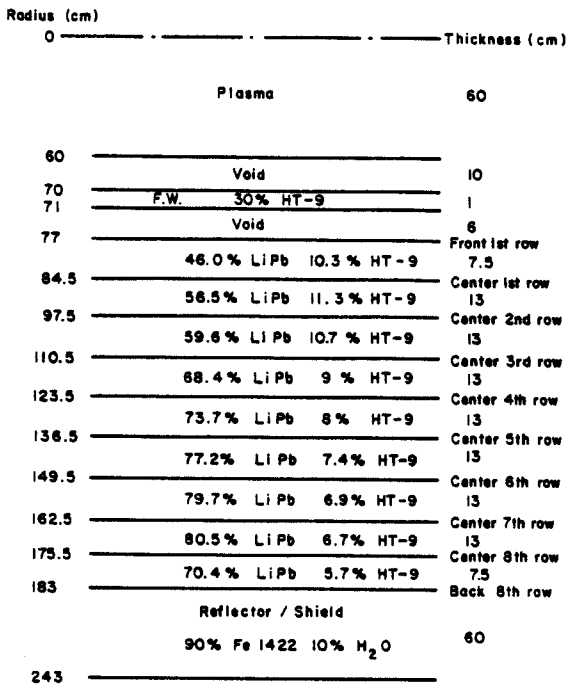 Radius (cm)
0 Thickness (cm)
Plasma 60
60
Void 10
70
F.W. 30% HT-9 1
71
Void 6
77 Front 1st row
46.0% LiPb 10.3% HT-9 7.5
84.5 Center 1st row
56.5% LiPb 11.3% HT-9 13
97.5 Center 2nd row
59.6% LiPb 10.7% HT-9 13
110.5 Center 3rd row
68.4% LiPb 9% HT-9 13
123.5 Center 4th row
73.7% LiPb 8% HT-9 13
136.5 Center 5th row
77.2% LiPb 7.4% HT-9 13
149.5 Center 6th row
79.7% LiPb 6.9% HT-9 13
162.5 Center 7th row
80.5% LiPb 6.7% HT-9 13
175.5 Center 8th row
70.4% LiPb 5.7% HT-9 7.5
183 Back 8th row
Reflector / Shield
90% Fe 1422 10% H2O 60
243